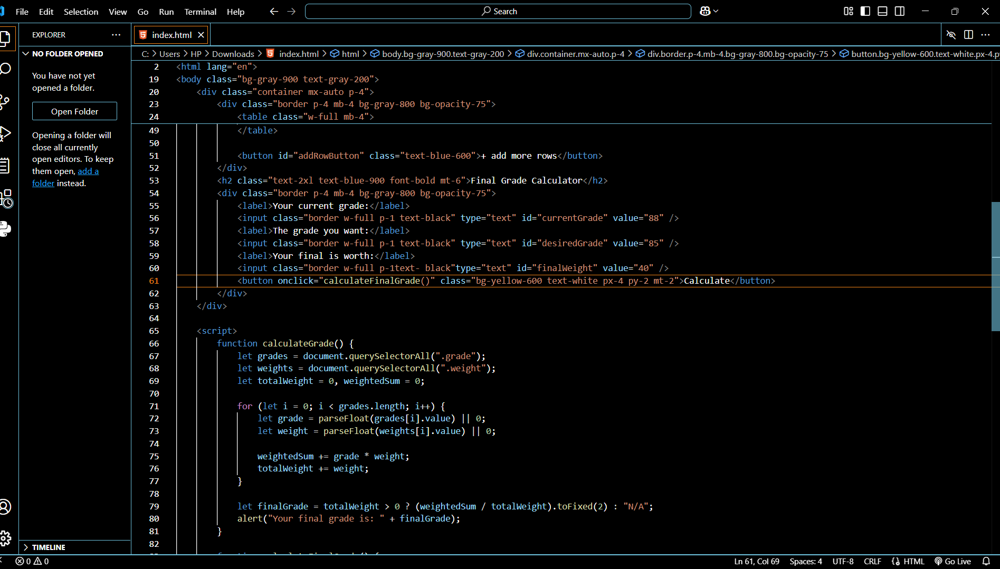 File Edit Selection View Go Run Terminal Help
Search
EXPLORER
index.html
NO FOLDER OPENED
You have not yet
opened a folder.
Open Folder
Opening a folder will
close all currently
open editors. To keep
them open, add a
folder instead.
TIMELINE
C: > Users > HP > Downloads > index.html > html > body.bg-gray-900.text-gray-200 > div.container.mx-auto.p-4 > div.border.p-4.mb-4.bg-gray-800.bg-opacity-75 > button.bg-yellow-600.text-white.px-4.py
2 <html lang="en">
19 <body class="bg-gray-900 text-gray-200">
20 <div class="container mx-auto p-4">
23 <div class="border p-4 mb-4 bg-gray-800 bg-opacity-75">
24 <table class="w-full mb-4">
49 </table>
50
51 <button id="addRowButton" class="text-blue-600">+ add more rows</button>
52 </div>
53 <h2 class="text-2xl text-blue-900 font-bold mt-6">Final Grade Calculator</h2>
54 <div class="border p-4 mb-4 bg-gray-800 bg-opacity-75">
55 <label>Your current grade:</label>
56 <input class="border w-full p-1 text-black" type="text" id="currentGrade" value="88" />
57 <label>The grade you want:</label>
58 <input class="border w-full p-1 text-black" type="text" id="desiredGrade" value="85" />
59 <label>Your final is worth:</label>
60 <input class="border w-full p-1text- black"type="text" id="finalWeight" value="40" />
61 <button onclick="calculateFinalGrade()" class="bg-yellow-600 text-white px-4 py-2 mt-2">Calculate</button>
62 </div>
63 </div>
64
65 <script>
66 function calculateGrade() {
67 let grades = document.querySelectorAll(".grade");
68 let weights = document.querySelectorAll(".weight");
69 let totalWeight = 0, weightedSum = 0;
70
71 for (let i = 0; i < grades.length; i++) {
72 let grade = parseFloat(grades[i].value) || 0;
73 let weight = parseFloat(weights[i].value) || 0;
74
75 weightedSum += grade * weight;
76 totalWeight += weight;
77 }
78
79 let finalGrade = totalWeight > 0 ? (weightedSum / totalWeight).toFixed(2) : "N/A";
80 alert("Your final grade is: " + finalGrade);
81 }
82
0 0
Ln 61, Col 69 Spaces: 4 UTF-8 CRLF {} HTML Go Live